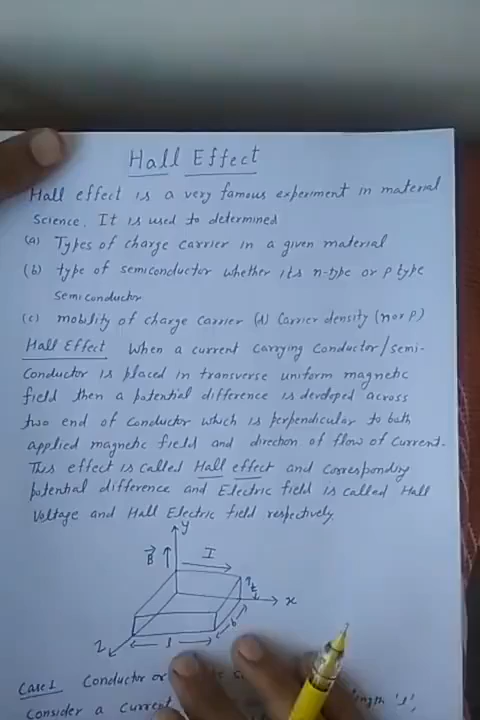 Hall Effect
Hall effect is a very famous experiment in material
Science. It is used to determined
(a) Types of charge carrier in a given material
(b) type of semiconductor whether its n-type or p type
semiconductor
(c) mobility of charge carrier (d) Carrier density (n or p)
Hall Effect When a current carrying conductor/semi-
conductor is placed in transverse uniform magnetic
field then a potential difference is devloped across
two end of conductor which is perpendicular to both
applied magnetic field and direction of flow of current.
This effect is called Hall effect and corresponding
potential difference and Electric field is called Hall
Voltage and Hall Electric field respectively.
y
B I
t
x
b
l
Z
Case 1 Conductor or
Consider a current length 'l',